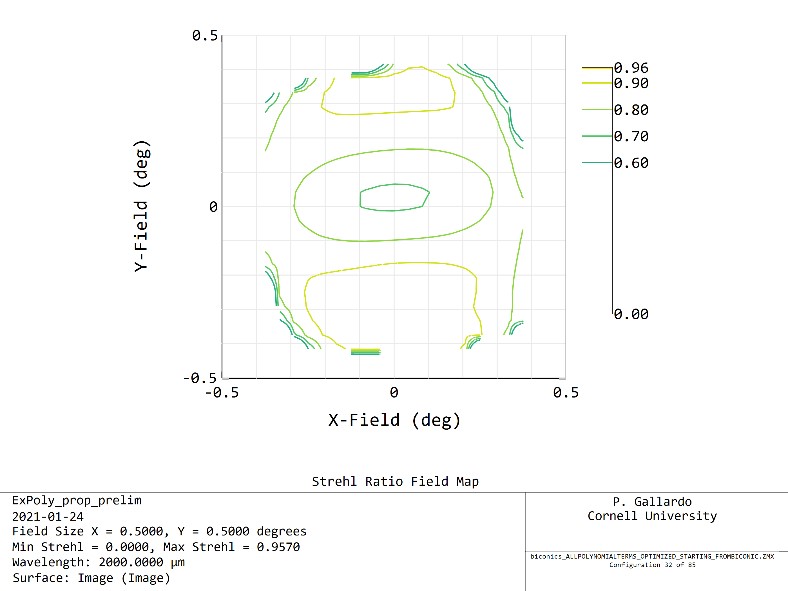 0.5
0
-0.5
-0.5
0
0.5
Y-Field (deg)
X-Field (deg)
0.96
0.90
0.80
0.70
0.60
0.00
Strehl Ratio Field Map
ExPoly_prop_prelim
2021-01-24
Field Size X = 0.5000, Y = 0.5000 degrees
Min Strehl = 0.0000, Max Strehl = 0.9570
Wavelength: 2000.0000 µm
Surface: Image (Image)
P. Gallardo
Cornell University
biconics_ALLPOLYNOMIALTERMS_OPTIMIZED_STARTING_FROMBICONIC.ZMX
Configuration 32 of 85